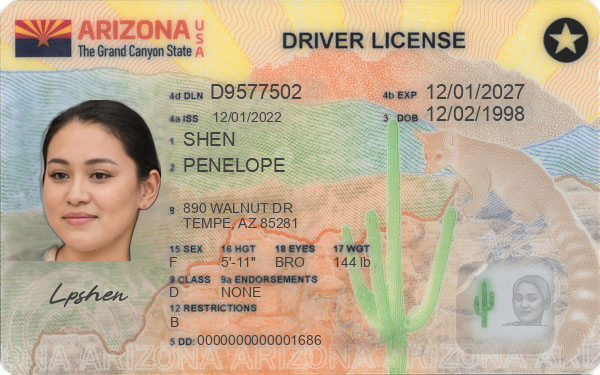 ARIZONA USA
The Grand Canyon State
DRIVER LICENSE
4d DLN D9577502
4b EXP 12/01/2027
4a ISS 12/01/2022
3 DOB 12/02/1998
1 SHEN
2 PENELOPE
8 890 WALNUT DR
TEMPE, AZ 85281
15 SEX 16 HGT 18 EYES 17 WGT
F 5'-11" BRO 144 lb
9 CLASS 9a ENDORSEMENTS
D NONE
12 RESTRICTIONS
B
5 DD: 0000000000001686
Lpshen
ARIZONA ARIZONA ARIZONA ARIZONA